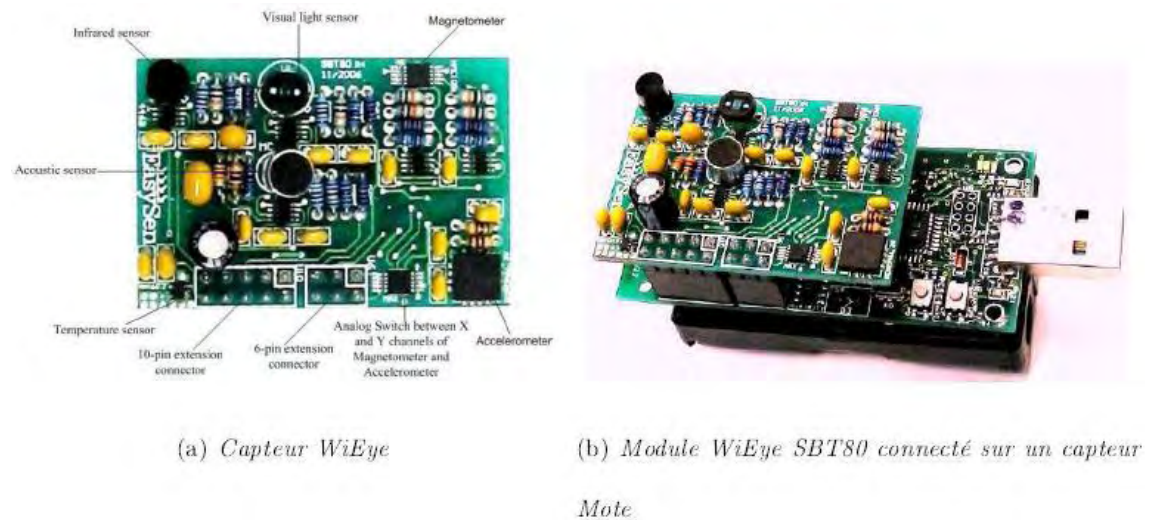 Visual light sensor
Infrared sensor
Magnetometer
SBT80
11/2006
MIC
EasySen
Acoustic sensor
Temperature sensor
10-pin extension
connector
6-pin extension
connector
Analog Switch between X
and Y channels of
Magnetometer and
Accelerometer
Accelerometer
(a) Capteur WiEye
(b) Module WiEye SBT80 connecté sur un capteur
Mote